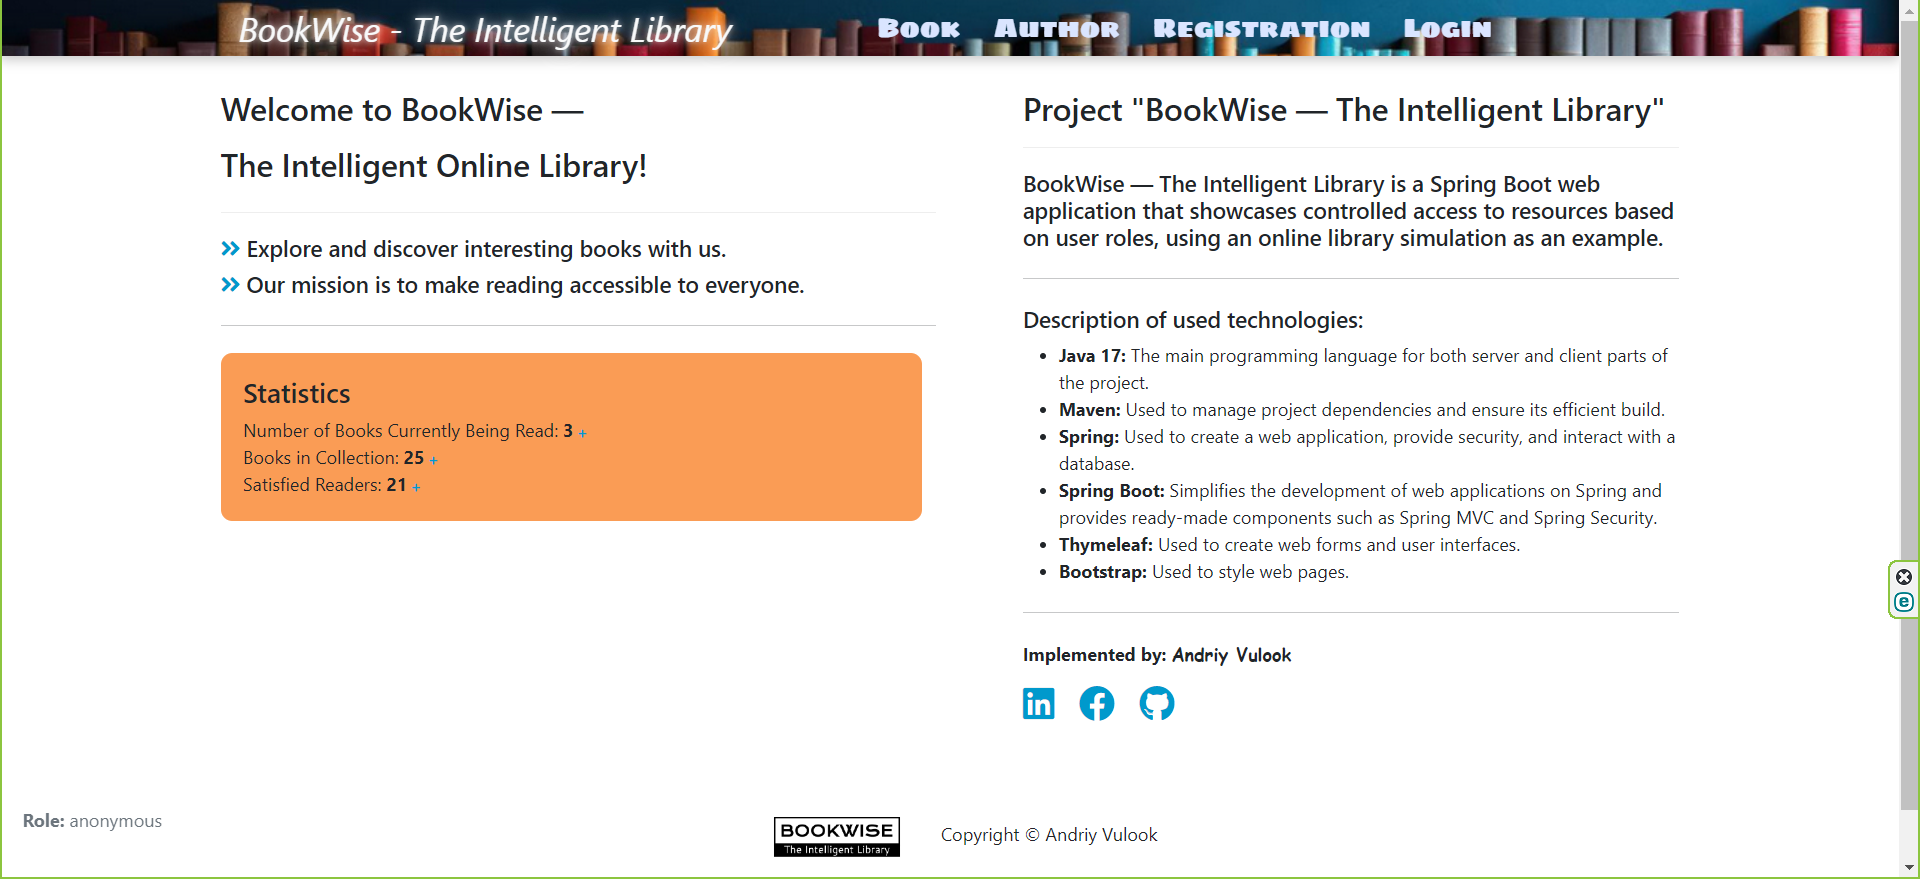 BookWise - The Intelligent Library
Book Author Registration Login
Welcome to BookWise —
The Intelligent Online Library!
Explore and discover interesting books with us.
Our mission is to make reading accessible to everyone.
Statistics
Number of Books Currently Being Read: 3 +
Books in Collection: 25 +
Satisfied Readers: 21 +
Project "BookWise — The Intelligent Library"
BookWise — The Intelligent Library is a Spring Boot web
application that showcases controlled access to resources based
on user roles, using an online library simulation as an example.
Description of used technologies:
• Java 17: The main programming language for both server and client parts of
the project.
• Maven: Used to manage project dependencies and ensure its efficient build.
• Spring: Used to create a web application, provide security, and interact with a
database.
• Spring Boot: Simplifies the development of web applications on Spring and
provides ready-made components such as Spring MVC and Spring Security.
• Thymeleaf: Used to create web forms and user interfaces.
• Bootstrap: Used to style web pages.
Implemented by: Andriy Vulook
in
Role: anonymous
BOOKWISE
The Intelligent Library
Copyright © Andriy Vulook